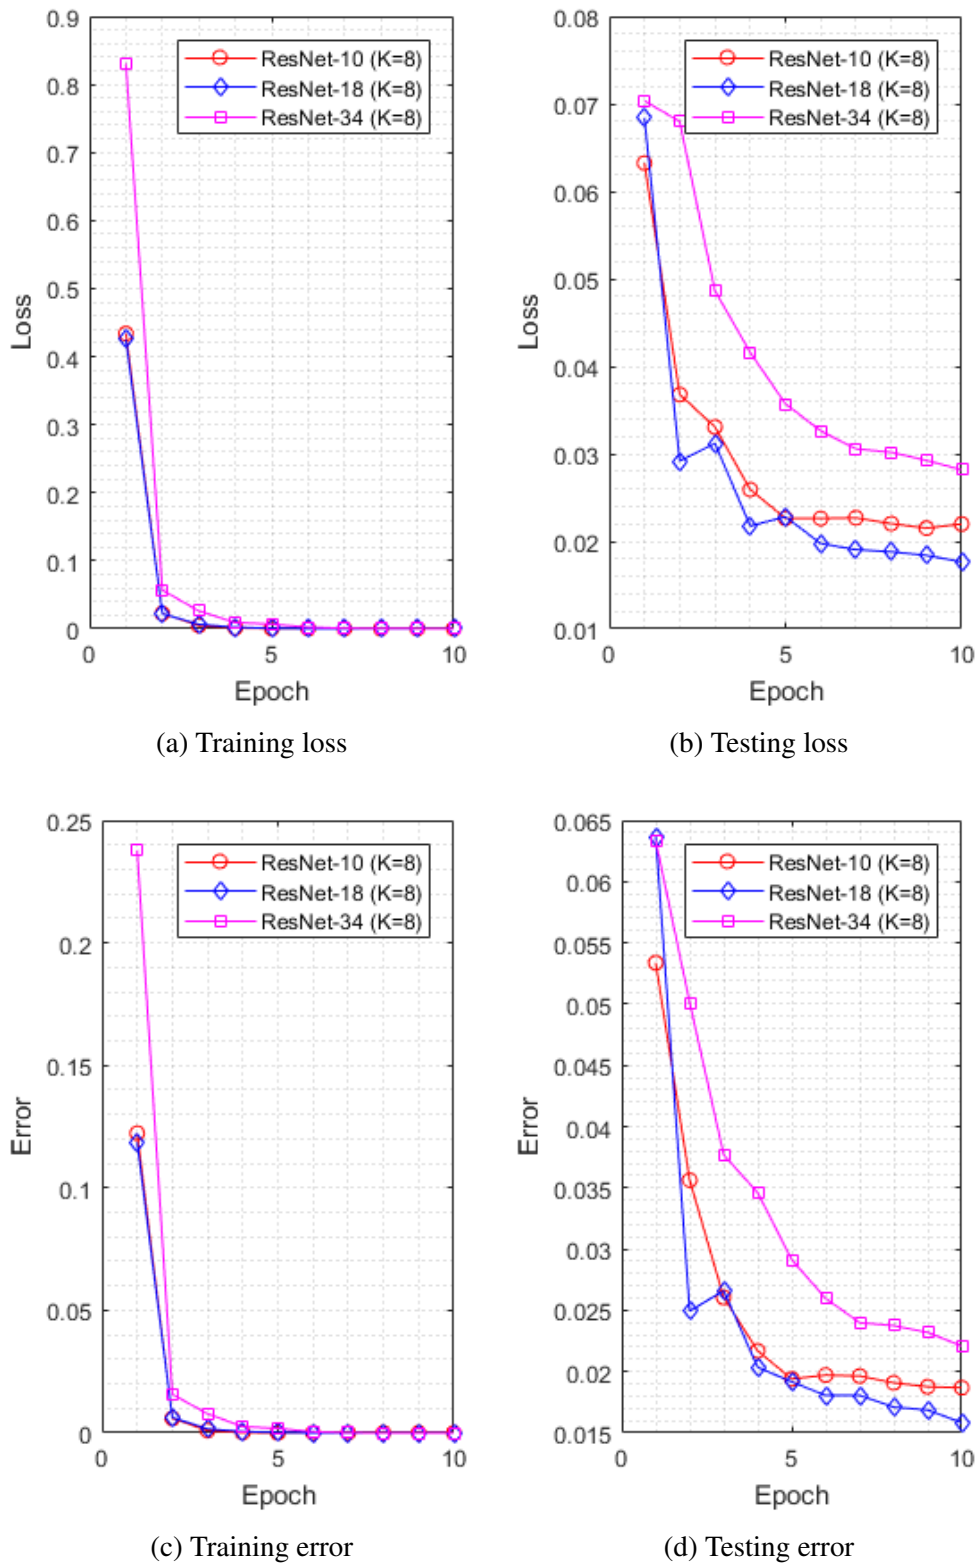 0.9
0.8
0.7
0.6
0.5
0.4
0.3
0.2
0.1
0
Loss
ResNet-10 (K=8)
ResNet-18 (K=8)
ResNet-34 (K=8)
0 5 10
Epoch
(a) Training loss
0.08
0.07
0.06
0.05
0.04
0.03
0.02
0.01
Loss
ResNet-10 (K=8)
ResNet-18 (K=8)
ResNet-34 (K=8)
0 5 10
Epoch
(b) Testing loss
0.25
0.2
0.15
0.1
0.05
0
Error
ResNet-10 (K=8)
ResNet-18 (K=8)
ResNet-34 (K=8)
0 5 10
Epoch
(c) Training error
0.065
0.06
0.055
0.05
0.045
0.04
0.035
0.03
0.025
0.02
0.015
Error
ResNet-10 (K=8)
ResNet-18 (K=8)
ResNet-34 (K=8)
0 5 10
Epoch
(d) Testing error